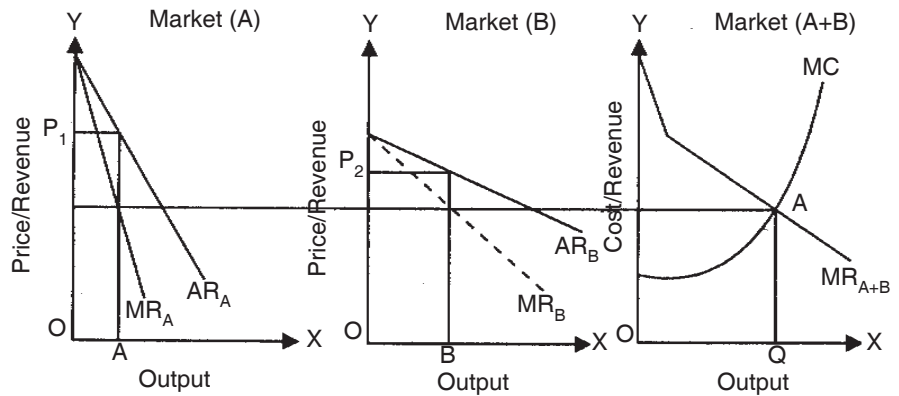 Market (A)
Y
Price/Revenue
P1
MRA
ARA
O
A
X
Output
Market (B)
Y
Price/Revenue
P2
ARB
MRB
O
B
X
Output
Market (A+B)
Y
Cost/Revenue
MC
A
MRA+B
O
Q
X
Output